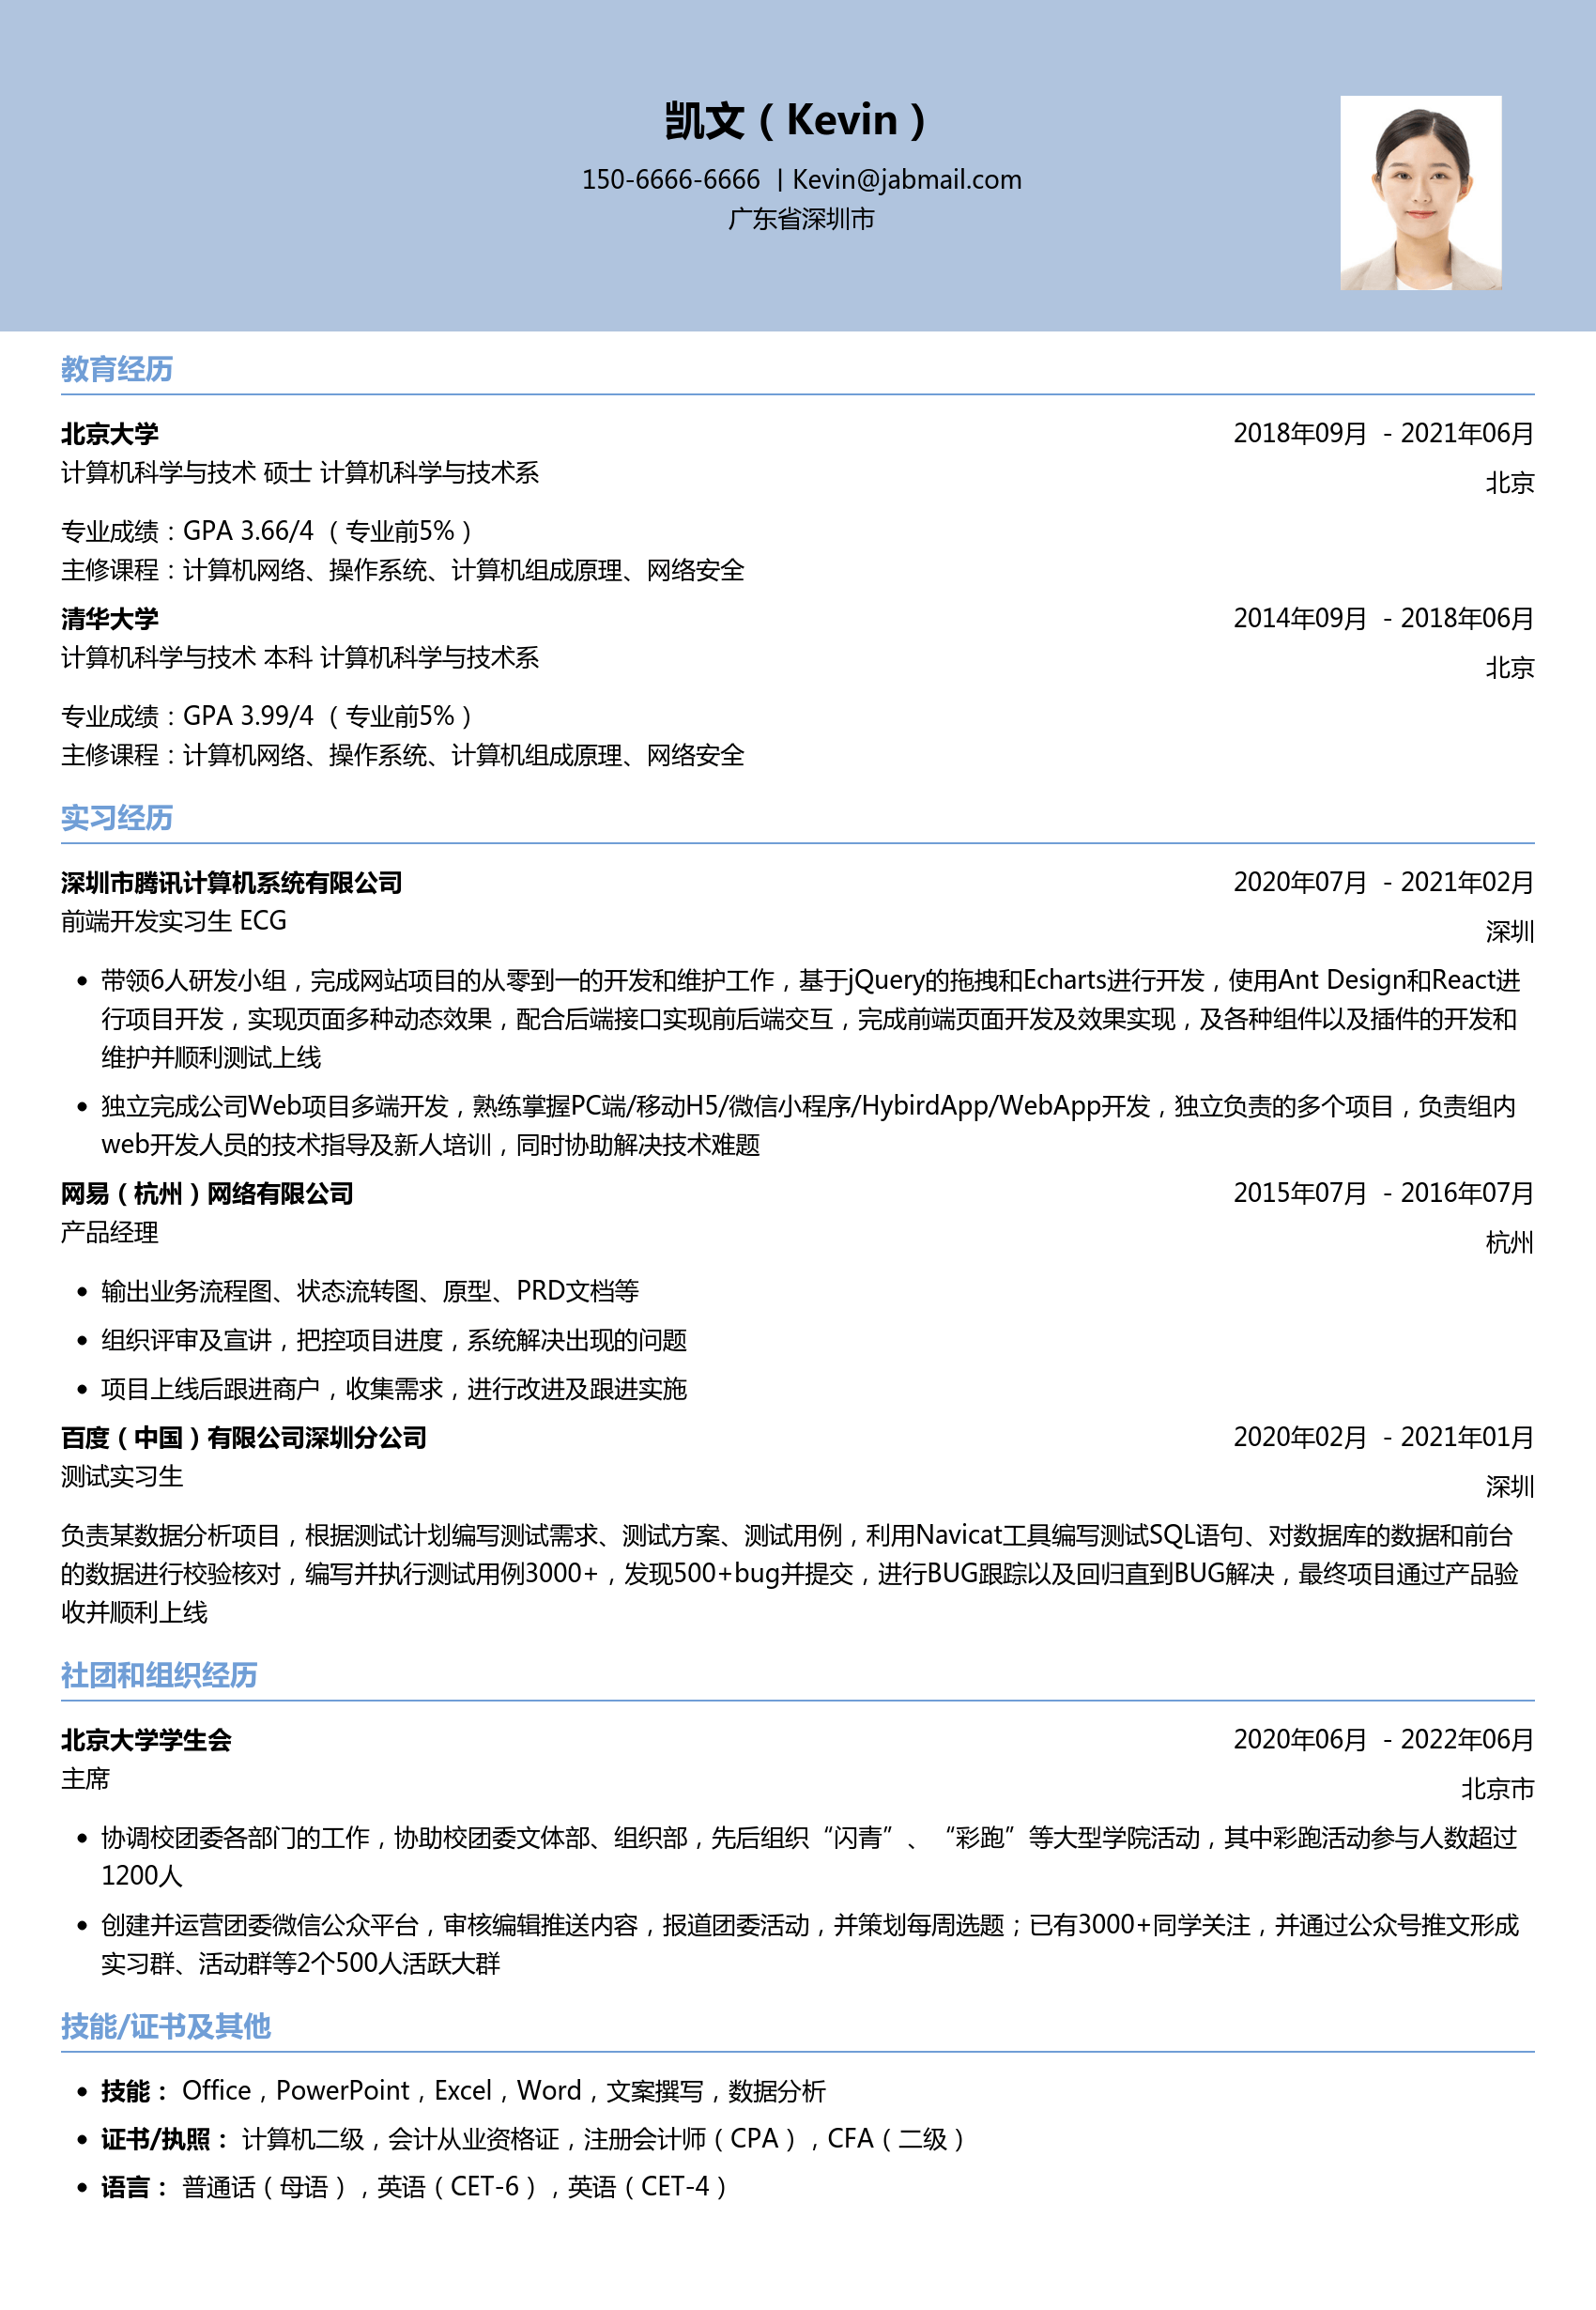 凯文（Kevin）
150-6666-6666 | Kevin@jabmail.com
广东省深圳市
教育经历
北京大学 2018年09月 - 2021年06月
计算机科学与技术 硕士 计算机科学与技术系 北京
专业成绩：GPA 3.66/4 （专业前5%）
主修课程：计算机网络、操作系统、计算机组成原理、网络安全
清华大学 2014年09月 - 2018年06月
计算机科学与技术 本科 计算机科学与技术系 北京
专业成绩：GPA 3.99/4 （专业前5%）
主修课程：计算机网络、操作系统、计算机组成原理、网络安全
实习经历
深圳市腾讯计算机系统有限公司 2020年07月 - 2021年02月
前端开发实习生 ECG 深圳
• 带领6人研发小组，完成网站项目的从零到一的开发和维护工作，基于jQuery的拖拽和Echarts进行开发，使用Ant Design和React进
行项目开发，实现页面多种动态效果，配合后端接口实现前后端交互，完成前端页面开发及效果实现，及各种组件以及插件的开发和
维护并顺利测试上线
• 独立完成公司Web项目多端开发，熟练掌握PC端/移动H5/微信小程序/HybirdApp/WebApp开发，独立负责的多个项目，负责组内
web开发人员的技术指导及新人培训，同时协助解决技术难题
网易（杭州）网络有限公司 2015年07月 - 2016年07月
产品经理 杭州
• 输出业务流程图、状态流转图、原型、PRD文档等
• 组织评审及宣讲，把控项目进度，系统解决出现的问题
• 项目上线后跟进商户，收集需求，进行改进及跟进实施
百度（中国）有限公司深圳分公司 2020年02月 - 2021年01月
测试实习生 深圳
负责某数据分析项目，根据测试计划编写测试需求、测试方案、测试用例，利用Navicat工具编写测试SQL语句、对数据库的数据和前台
的数据进行校验核对，编写并执行测试用例3000+，发现500+bug并提交，进行BUG跟踪以及回归直到BUG解决，最终项目通过产品验
收并顺利上线
社团和组织经历
北京大学学生会 2020年06月 - 2022年06月
主席 北京市
• 协调校团委各部门的工作，协助校团委文体部、组织部，先后组织“闪青”、“彩跑”等大型学院活动，其中彩跑活动参与人数超过
1200人
• 创建并运营团委微信公众平台，审核编辑推送内容，报道团委活动，并策划每周选题；已有3000+同学关注，并通过公众号推文形成
实习群、活动群等2个500人活跃大群
技能/证书及其他
• 技能： Office，PowerPoint，Excel，Word，文案撰写，数据分析
• 证书/执照： 计算机二级，会计从业资格证，注册会计师（CPA），CFA（二级）
• 语言： 普通话（母语），英语（CET-6），英语（CET-4）